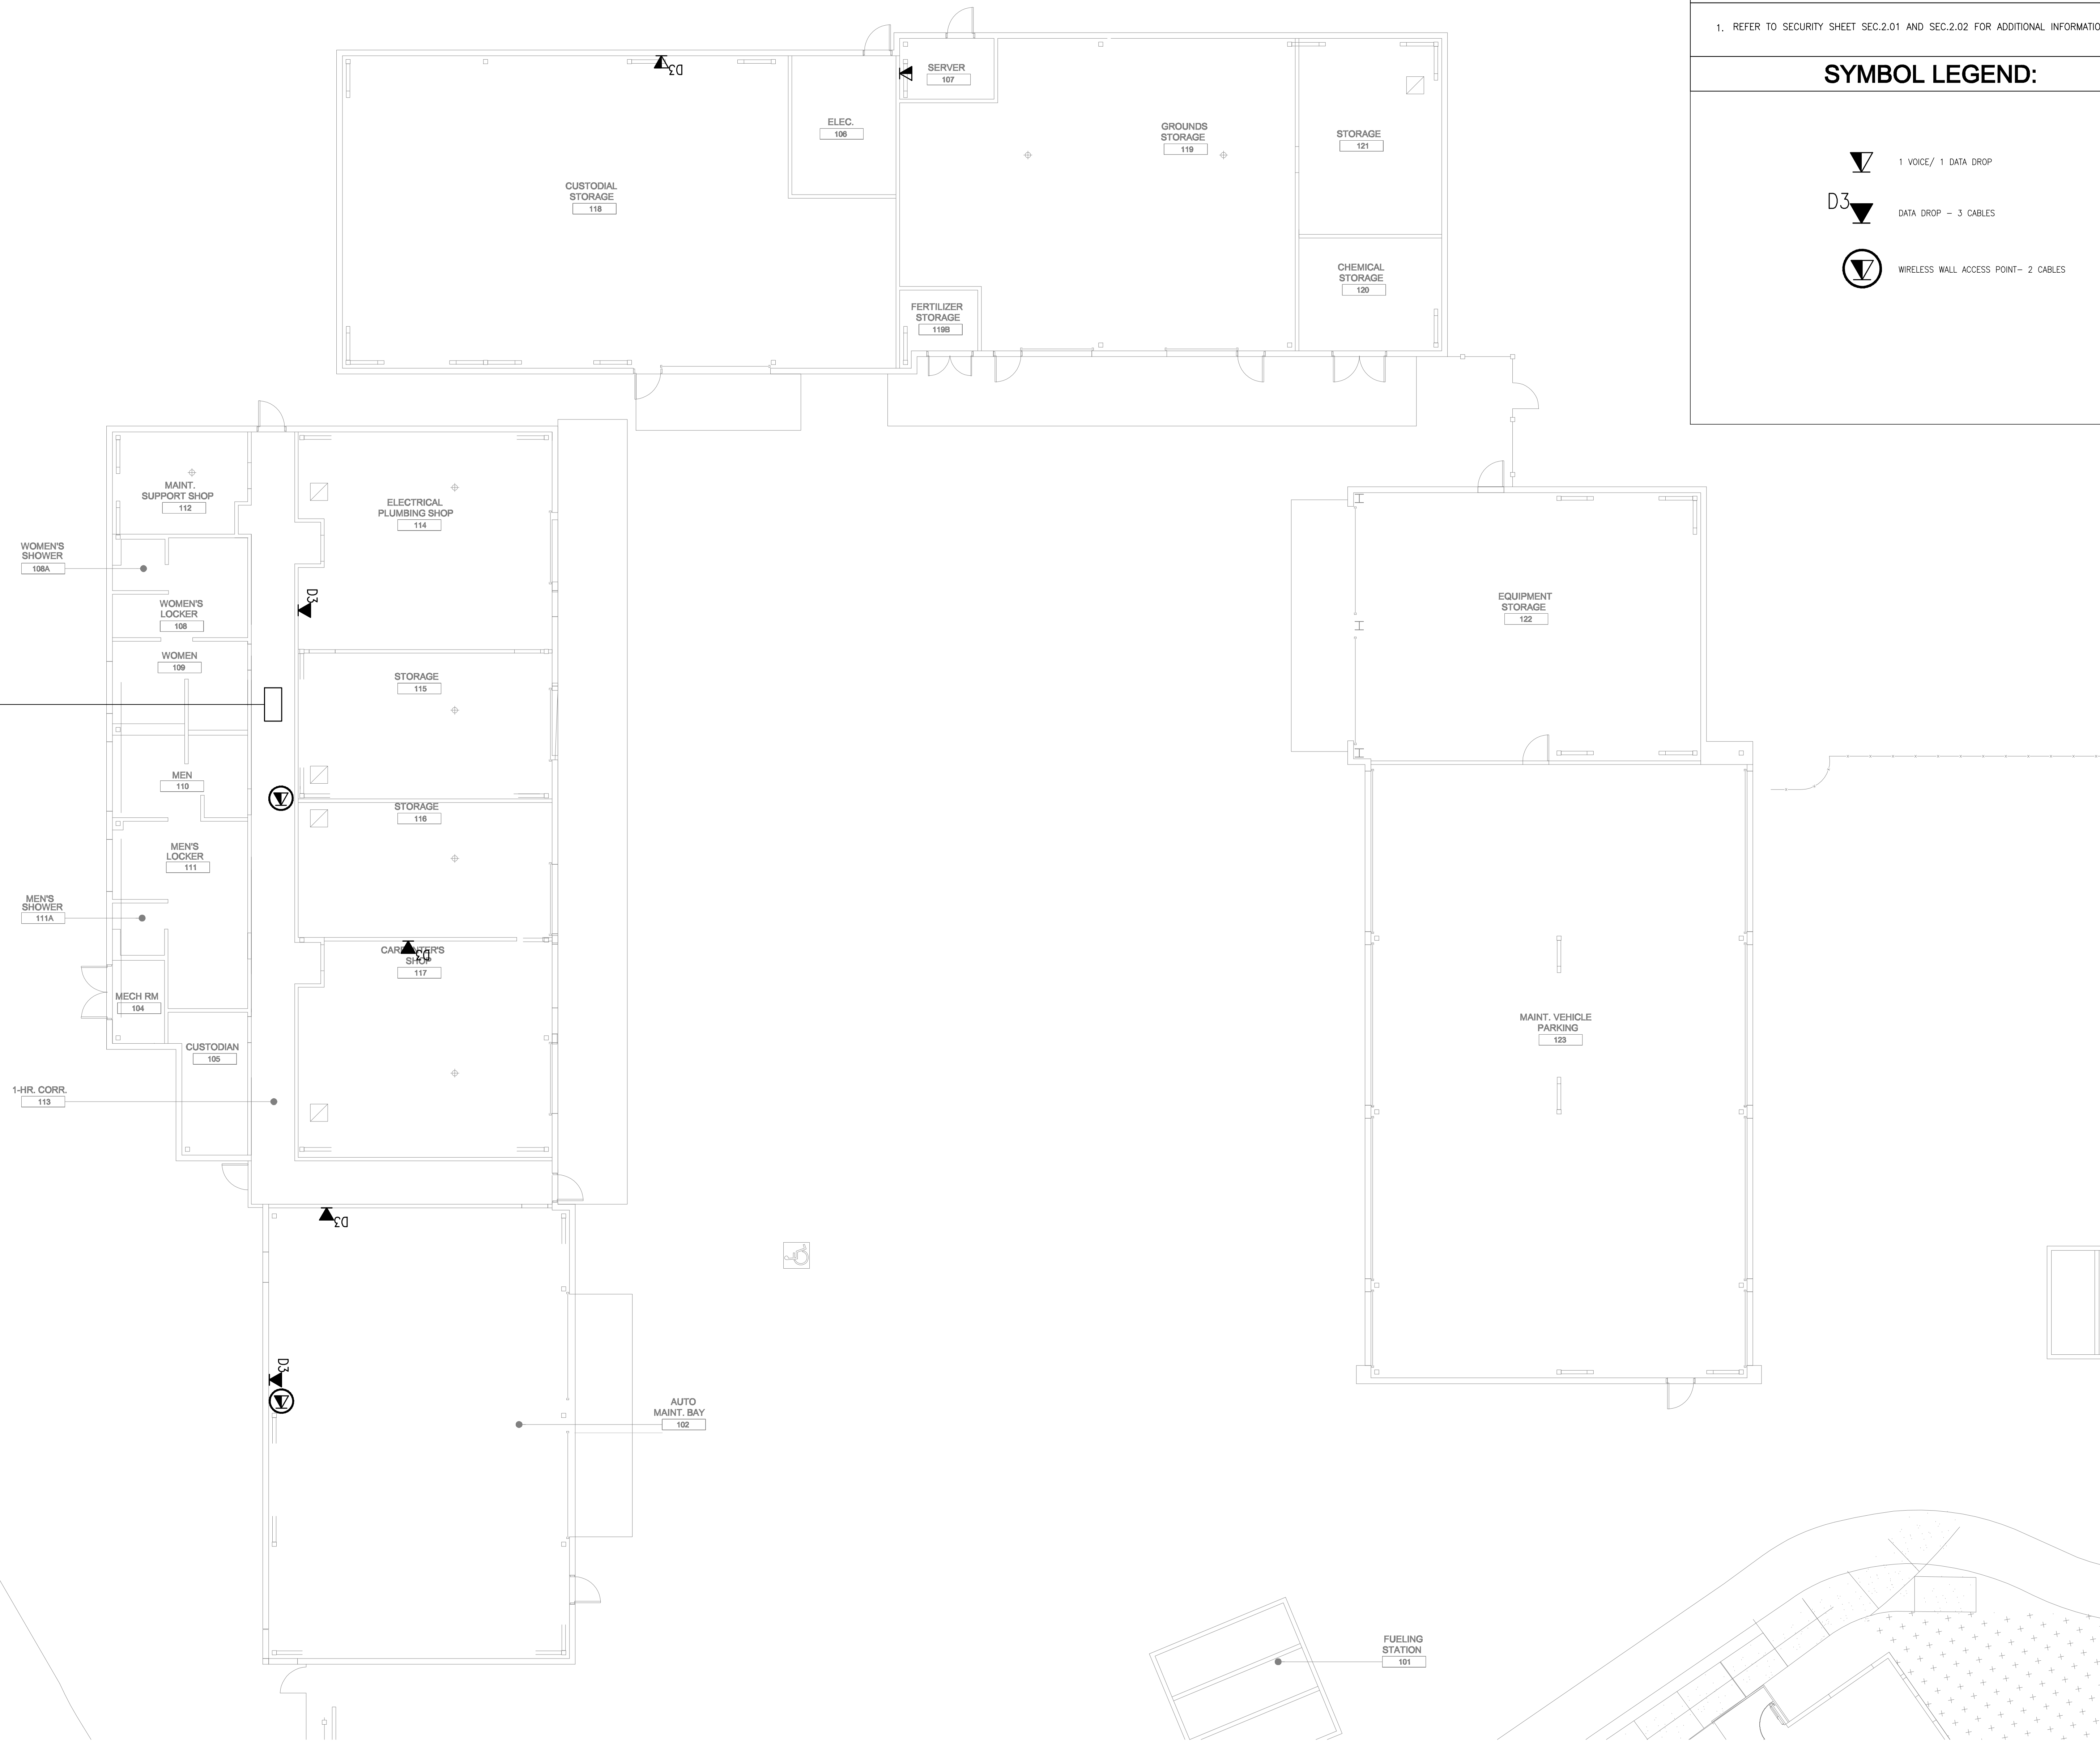 1. REFER TO SECURITY SHEET SEC.2.01 AND SEC.2.02 FOR ADDITIONAL
SYMBOL LEGEND:
1 VOICE/ 1 DATA DROP
D3
DATA DROP - 3 CABLES
WIRELESS WALL ACCESS POINT- 2 CABLES
D3
SERVER
107
ELEC.
106
GROUNDS
STORAGE
119
STORAGE
121
CUSTODIAL
STORAGE
118
CHEMICAL
STORAGE
120
FERTILIZER
STORAGE
119B
MAINT.
SUPPORT SHOP
112
ELECTRICAL
PLUMBING SHOP
114
WOMEN'S
SHOWER
108A
D3
WOMEN'S
LOCKER
108
EQUIPMENT
STORAGE
122
WOMEN
109
STORAGE
115
MEN
110
STORAGE
116
MEN'S
LOCKER
111
MEN'S
SHOWER
111A
CARPENTER'S
SHOP
117
D3
MECH RM
104
MAINT. VEHICLE
PARKING
123
CUSTODIAN
105
1-HR. CORR.
113
D3
D3
AUTO
MAINT. BAY
102
FUELING
STATION
101